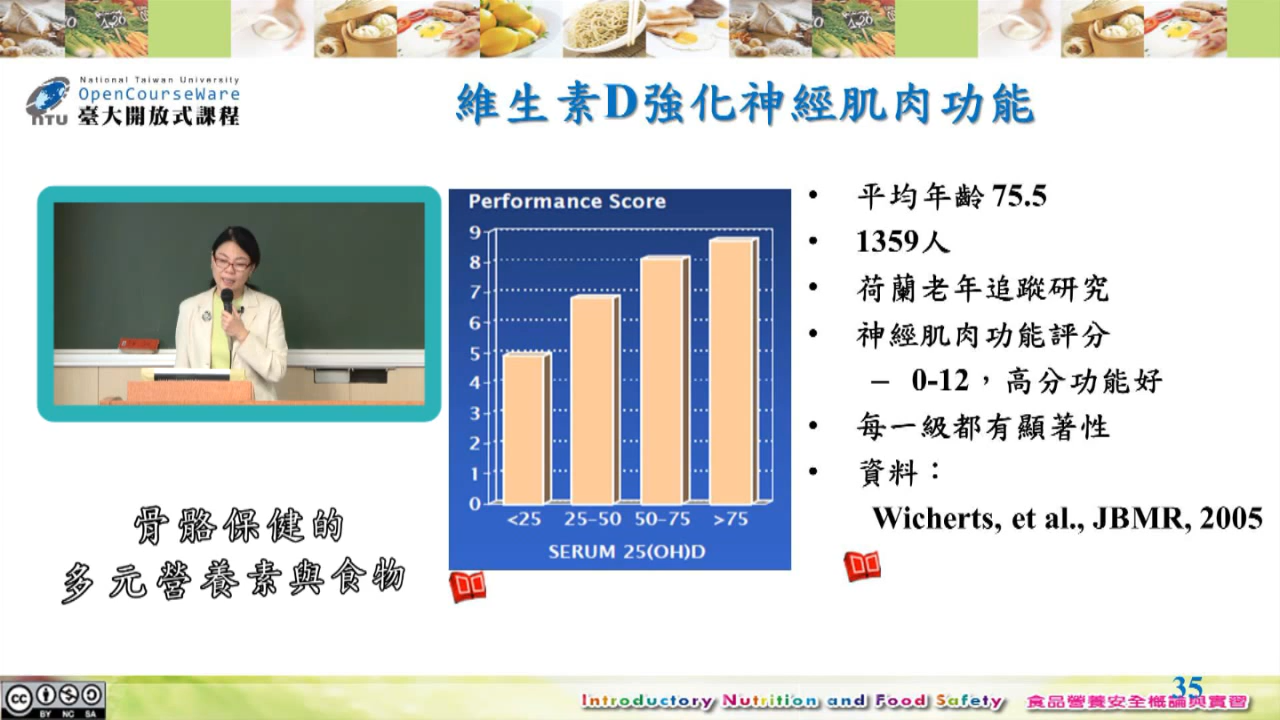 National Taiwan University
OpenCourseWare
NTU 臺大開放式課程
維生素D強化神經肌肉功能
Performance Score
9
8
7
6
5
4
3
2
1
0
<25 25-50 50-75 >75
SERUM 25(OH)D
• 平均年齡 75.5
• 1359人
• 荷蘭老年追蹤研究
• 神經肌肉功能評分
– 0-12，高分功能好
• 每一級都有顯著性
• 資料：
Wicherts, et al., JBMR, 2005
骨骼保健的
多元營養素與食物
cc BY NC SA
Introductory Nutrition and Food Safety 食品營養安全概論與實習
35